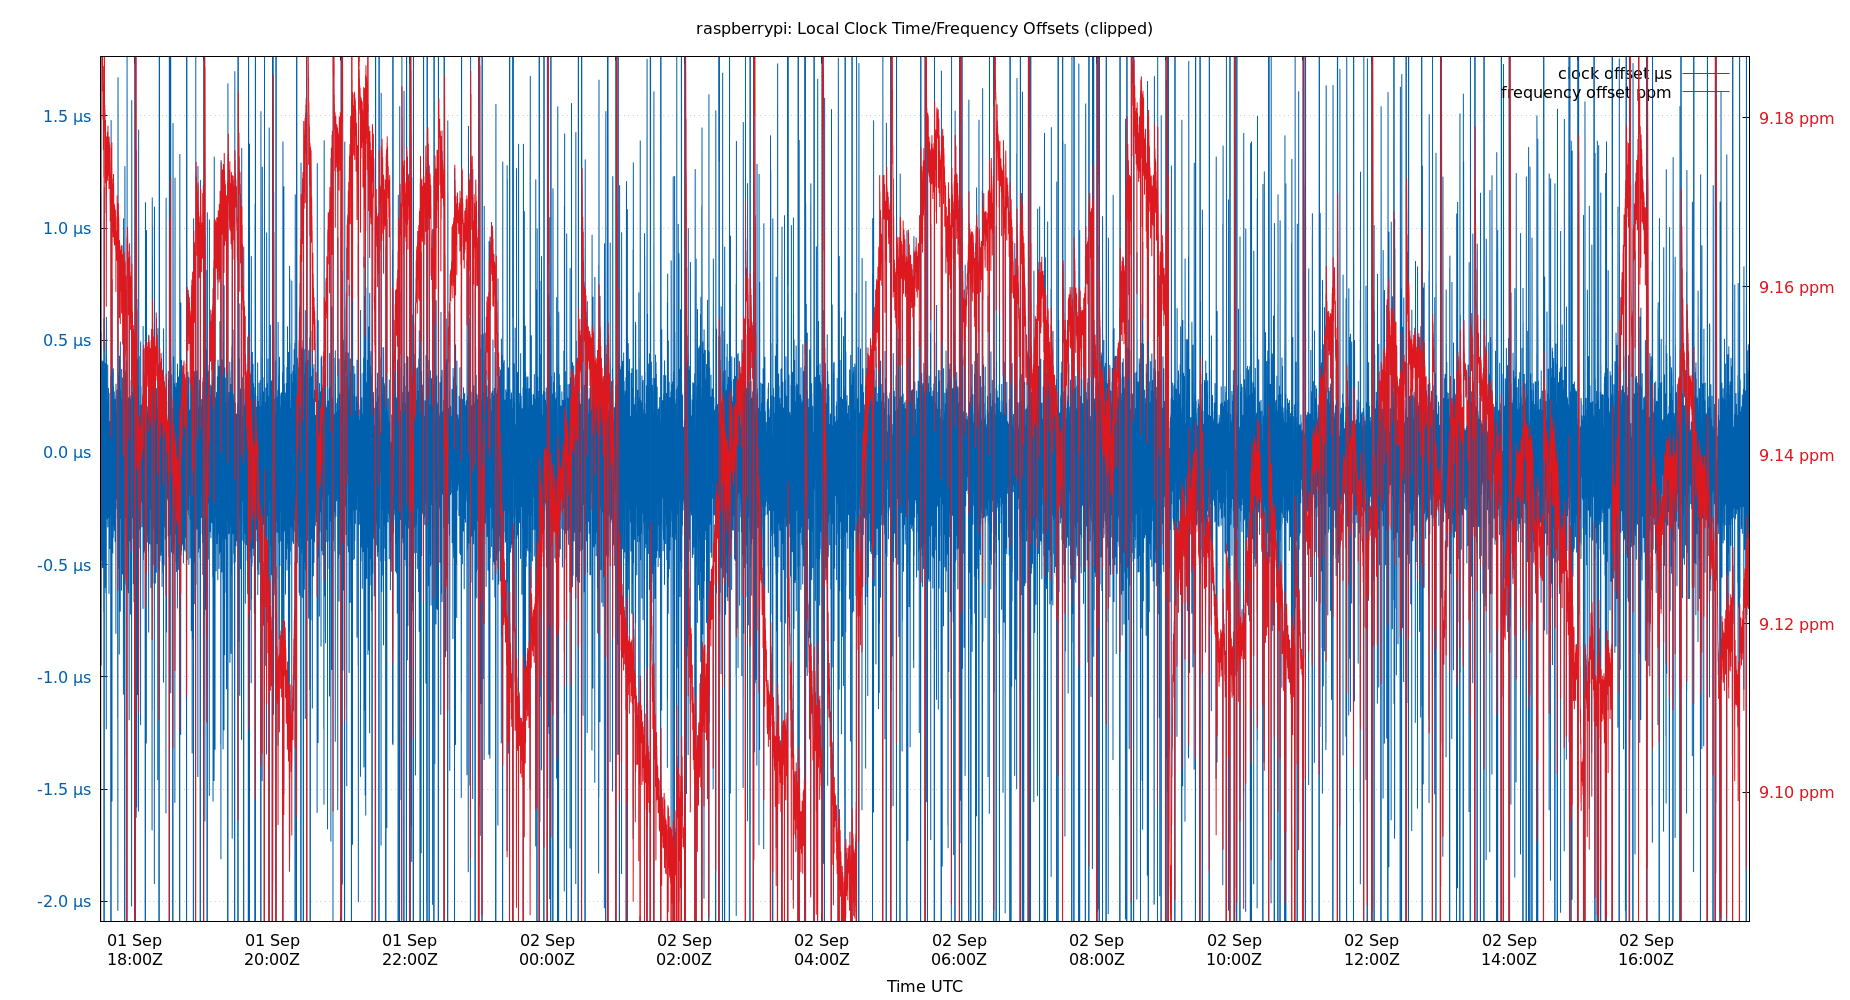 raspberrypi: Local Clock Time/Frequency Offsets (clipped)
clock offset µs
frequency offset ppm
1.5 µs
1.0 µs
0.5 µs
0.0 µs
-0.5 µs
-1.0 µs
-1.5 µs
-2.0 µs
9.18 ppm
9.16 ppm
9.14 ppm
9.12 ppm
9.10 ppm
01 Sep 01 Sep 01 Sep 02 Sep 02 Sep 02 Sep 02 Sep 02 Sep 02 Sep 02 Sep 02 Sep 02 Sep
18:00Z 20:00Z 22:00Z 00:00Z 02:00Z 04:00Z 06:00Z 08:00Z 10:00Z 12:00Z 14:00Z 16:00Z
Time UTC